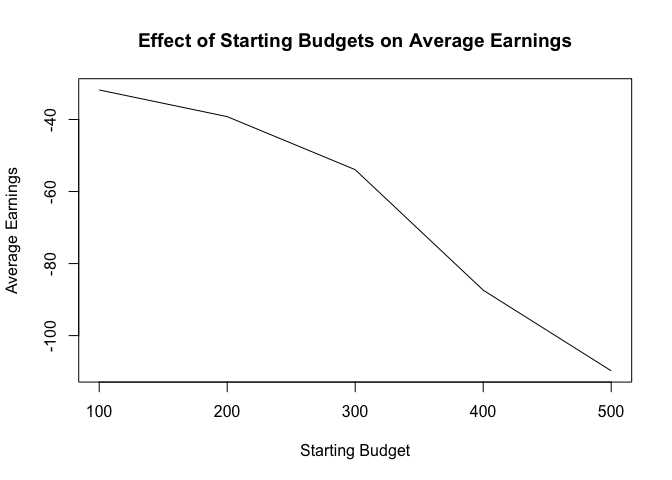 Effect of Starting Budgets on Average Earnings
Average Earnings
-40
-60
-80
-100
100 200 300 400 500
Starting Budget